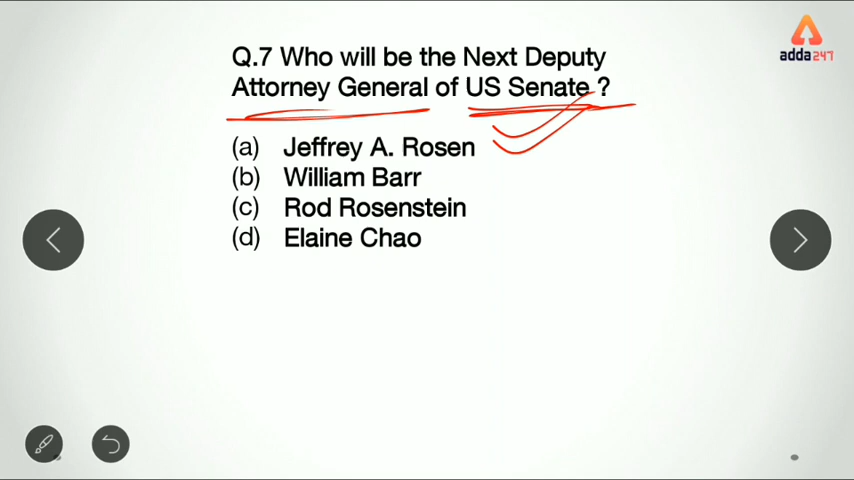 adda247
Q.7 Who will be the Next Deputy
Attorney General of US Senate ?
(a) Jeffrey A. Rosen
(b) William Barr
(c) Rod Rosenstein
(d) Elaine Chao